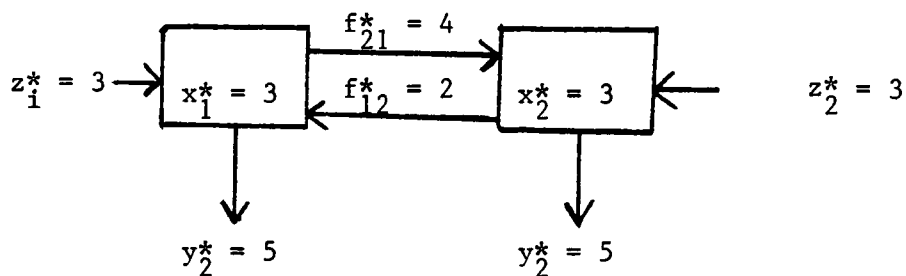 f*21 = 4
z*i = 3
x*1 = 3
f*12 = 2
x*2 = 3
z*2 = 3
y*2 = 5
y*2 = 5